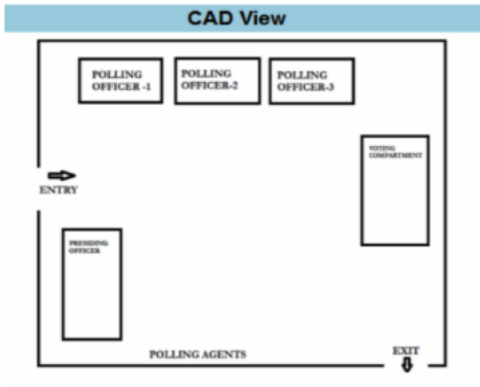 CAD View
POLLING
OFFICER -1
POLLING
OFFICER-2
POLLING
OFFICER-3
VOTING
COMPARTMENT
ENTRY
PRESIDING
OFFICER
POLLING AGENTS
EXIT